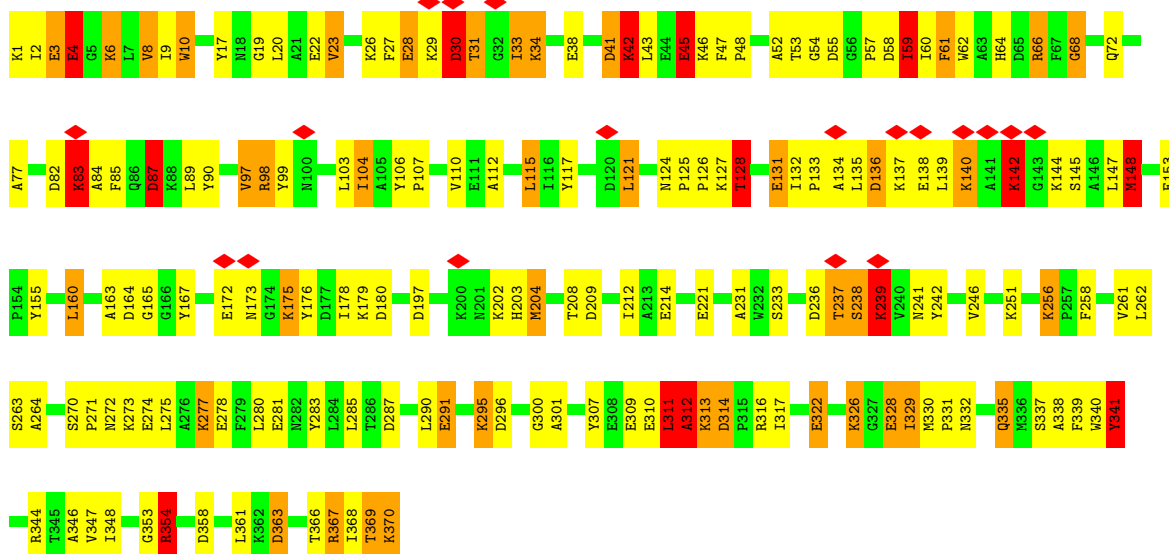 K1 I2 E3 E4 G5 K6 L7 V8 I9 W10 Y17 N18 G19 L20 A21 E22 V23 K26 F27 E28 K29 D30 T31 G32 I33 K34 E38 D41 K42 L43 E44 E45 K46 F47 P48 A52 T53 G54 D55 G56 P57 D58 I59 I60 F61 W62 A63 H64 D65 R66 F67 G68 Q72
A77 D82 K83 A84 F85 Q86 D87 K88 L89 Y90 V97 R98 Y99 N100 L103 I104 A105 Y106 P107 V110 E111 A112 L115 I116 Y117 D120 L121 N124 P125 P126 K127 T128 E131 I132 P133 A134 L135 D136 K137 E138 L139 K140 A141 K142 G143 K144 S145 A146 L147 M148 E153
P154 Y155 L160 A163 D164 G165 G166 Y167 E172 N173 G174 K175 Y176 D177 I178 K179 D180 D197 K200 N201 K202 H203 M204 T208 D209 I212 A213 E214 E221 A231 W232 S233 D236 T237 S238 K239 V240 N241 Y242 V246 K251 K256 P257 F258 V261 L262
S263 A264 S270 P271 N272 K273 E274 L275 A276 K277 E278 F279 L280 E281 N282 Y283 L284 L285 T286 D287 L290 E291 K295 D296 G300 A301 Y307 E308 E309 E310 L311 A312 K313 D314 P315 R316 I317 E322 K326 G327 E328 I329 M330 P331 N332 Q335 M336 S337 A338 F339 W340 Y341
R344 T345 A346 V347 I348 G353 R354 D358 L361 K362 D363 T366 R367 I368 T369 K370